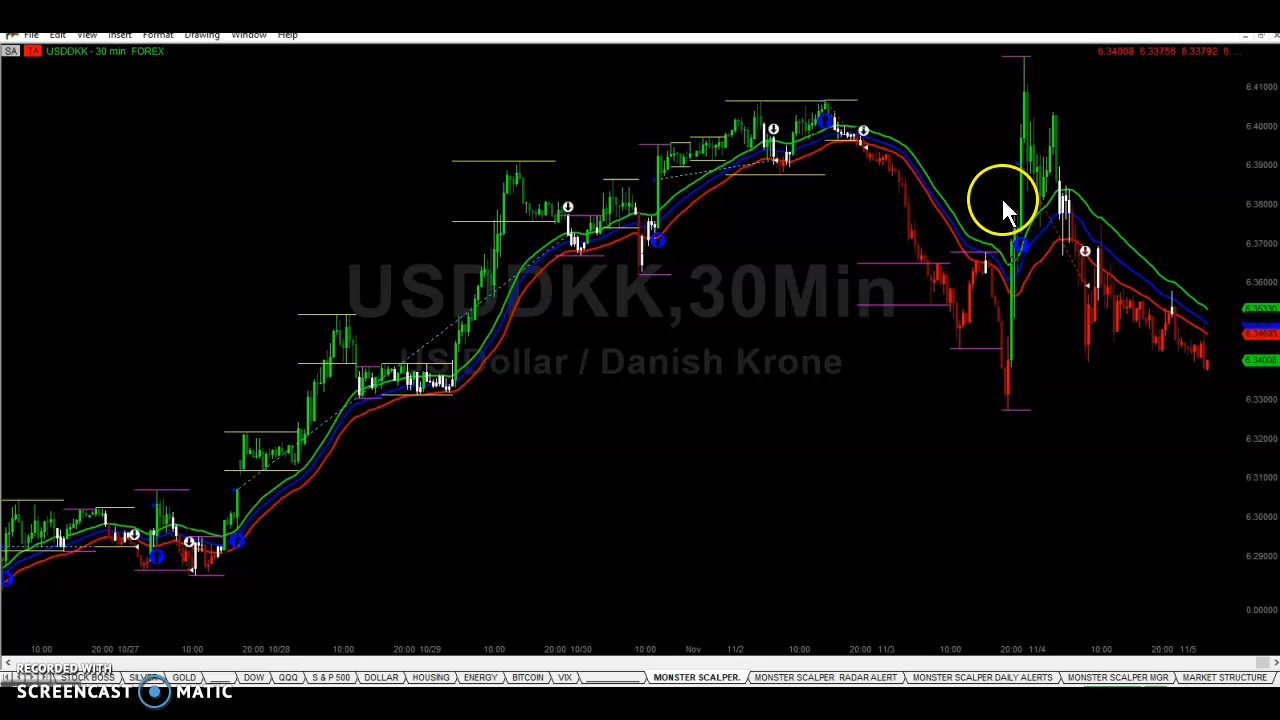 File Edit View Insert Format Drawing Window Help
SA TA USDDKK - 30 min FOREX
6.34008 6.33756 6.33792 6. ...
6.41000
6.40000
6.39000
6.38000
6.37000
6.36000
6.34008
6.33000
6.32000
6.31000
6.30000
6.29000
0.00000
USDDKK,30Min
US Dollar / Danish Krone
10:00 20:00 10/27 10:00 20:00 10/28 10:00 20:00 10/29 10:00 20:00 10/30 10:00 Nov 11/2 10:00 20:00 11/3 10:00 20:00 11/4 10:00 20:00 11/5
RECORDED WITH
SCREENCAST MATIC
STOCK BOSS SILVER GOLD DOW QQQ S & P 500 DOLLAR HOUSING ENERGY BITCOIN VIX MONSTER SCALPER. MONSTER SCALPER RADAR ALERT MONSTER SCALPER DAILY ALERTS MONSTER SCALPER MGR MARKET STRUCTURE